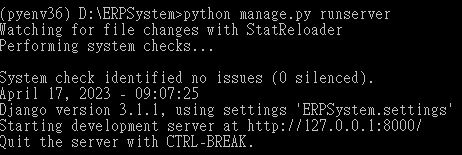 (pyenv36) D:\ERPSystem>python manage.py runserver
Watching for file changes with StatReloader
Performing system checks...
System check identified no issues (0 silenced).
April 17, 2023 - 09:07:25
Django version 3.1.1, using settings 'ERPSystem.settings'
Starting development server at http://127.0.0.1:8000/
Quit the server with CTRL-BREAK.